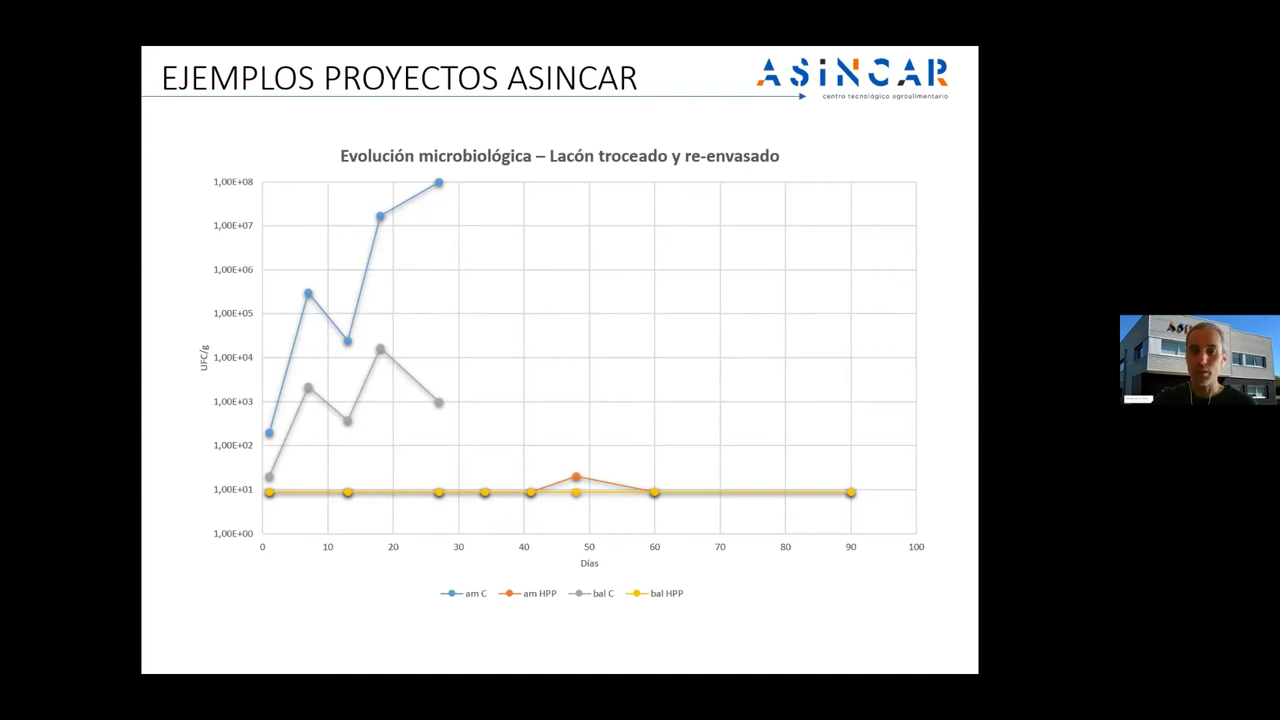 EJEMPLOS PROYECTOS ASINCAR
ASINCAR
centro tecnológico agroalimentario
Evolución microbiológica – Lacón troceado y re-envasado
1,00E+08
1,00E+07
1,00E+06
1,00E+05
1,00E+04
1,00E+03
1,00E+02
1,00E+01
1,00E+00
UFC/g
0 10 20 30 40 50 60 70 80 90 100
Días
am C am HPP bal C bal HPP